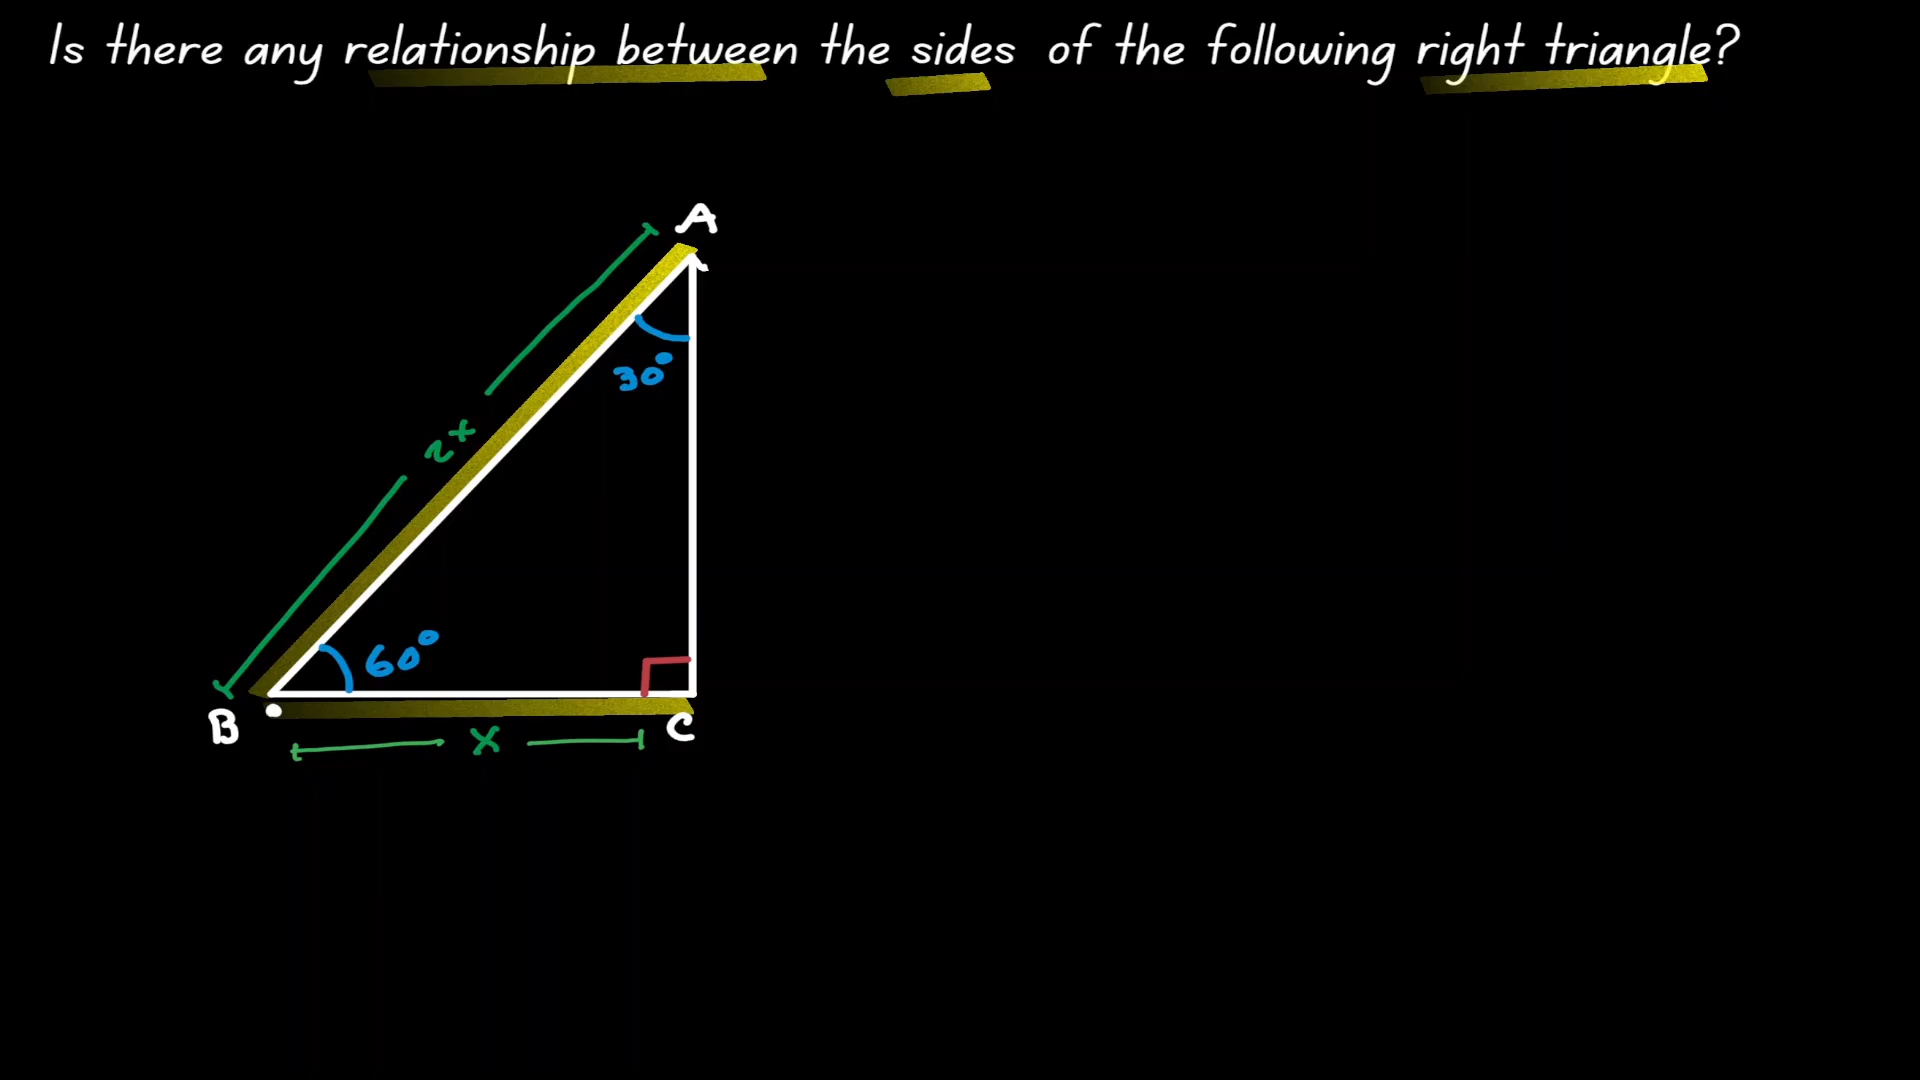 Is there any relationship between the sides of the following right triangle?
A
30°
2x
60°
B
C
x